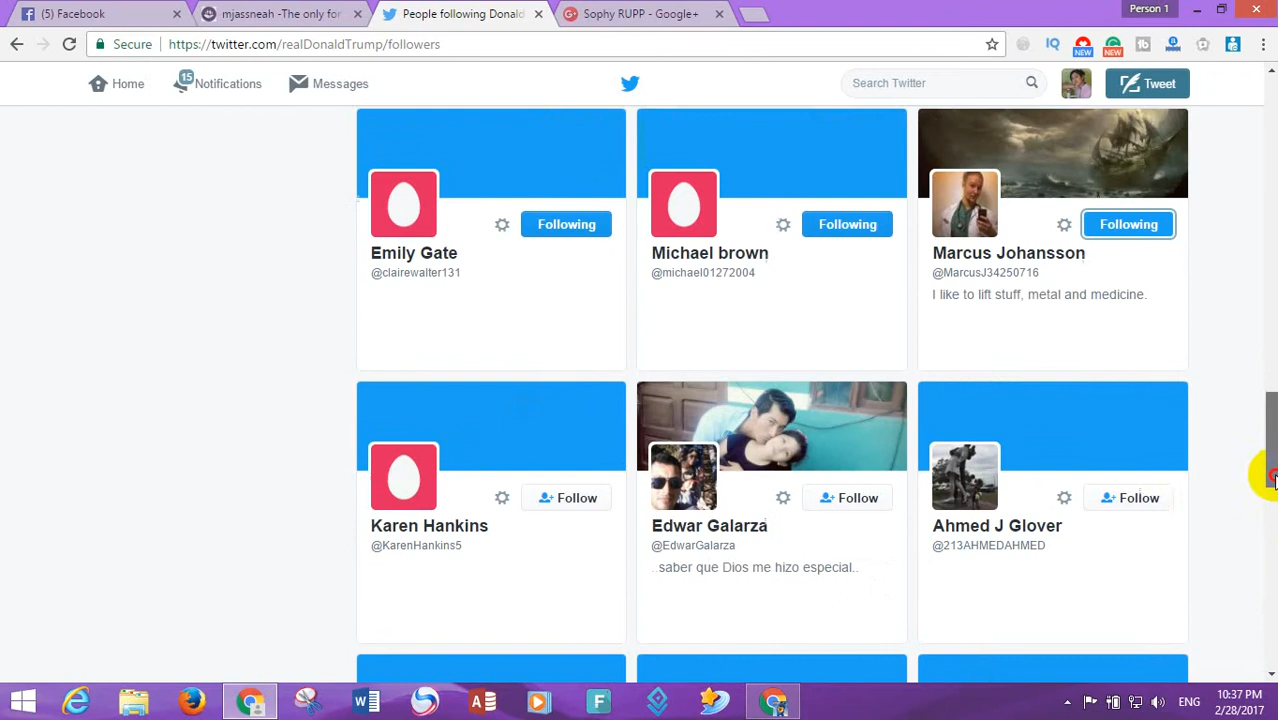 (5) Facebook
mjassneah -The only for
People following Donald
Sophy RUPP - Google+
Person 1
Secure
https://twitter.com/realDonaldTrump/followers
NEW
NEW
Home
15
Notifications
Messages
Search Twitter
Tweet
Following
Following
Following
Emily Gate
Michael brown
Marcus Johansson
@clairewalter131
@michael01272004
@MarcusJ34250716
I like to lift stuff, metal and medicine.
Follow
Follow
Follow
Karen Hankins
Edwar Galarza
Ahmed J Glover
@KarenHankins5
@EdwarGalarza
@213AHMEDAHMED
..saber que Dios me hizo especial..
ENG
10:37 PM
2/28/2017